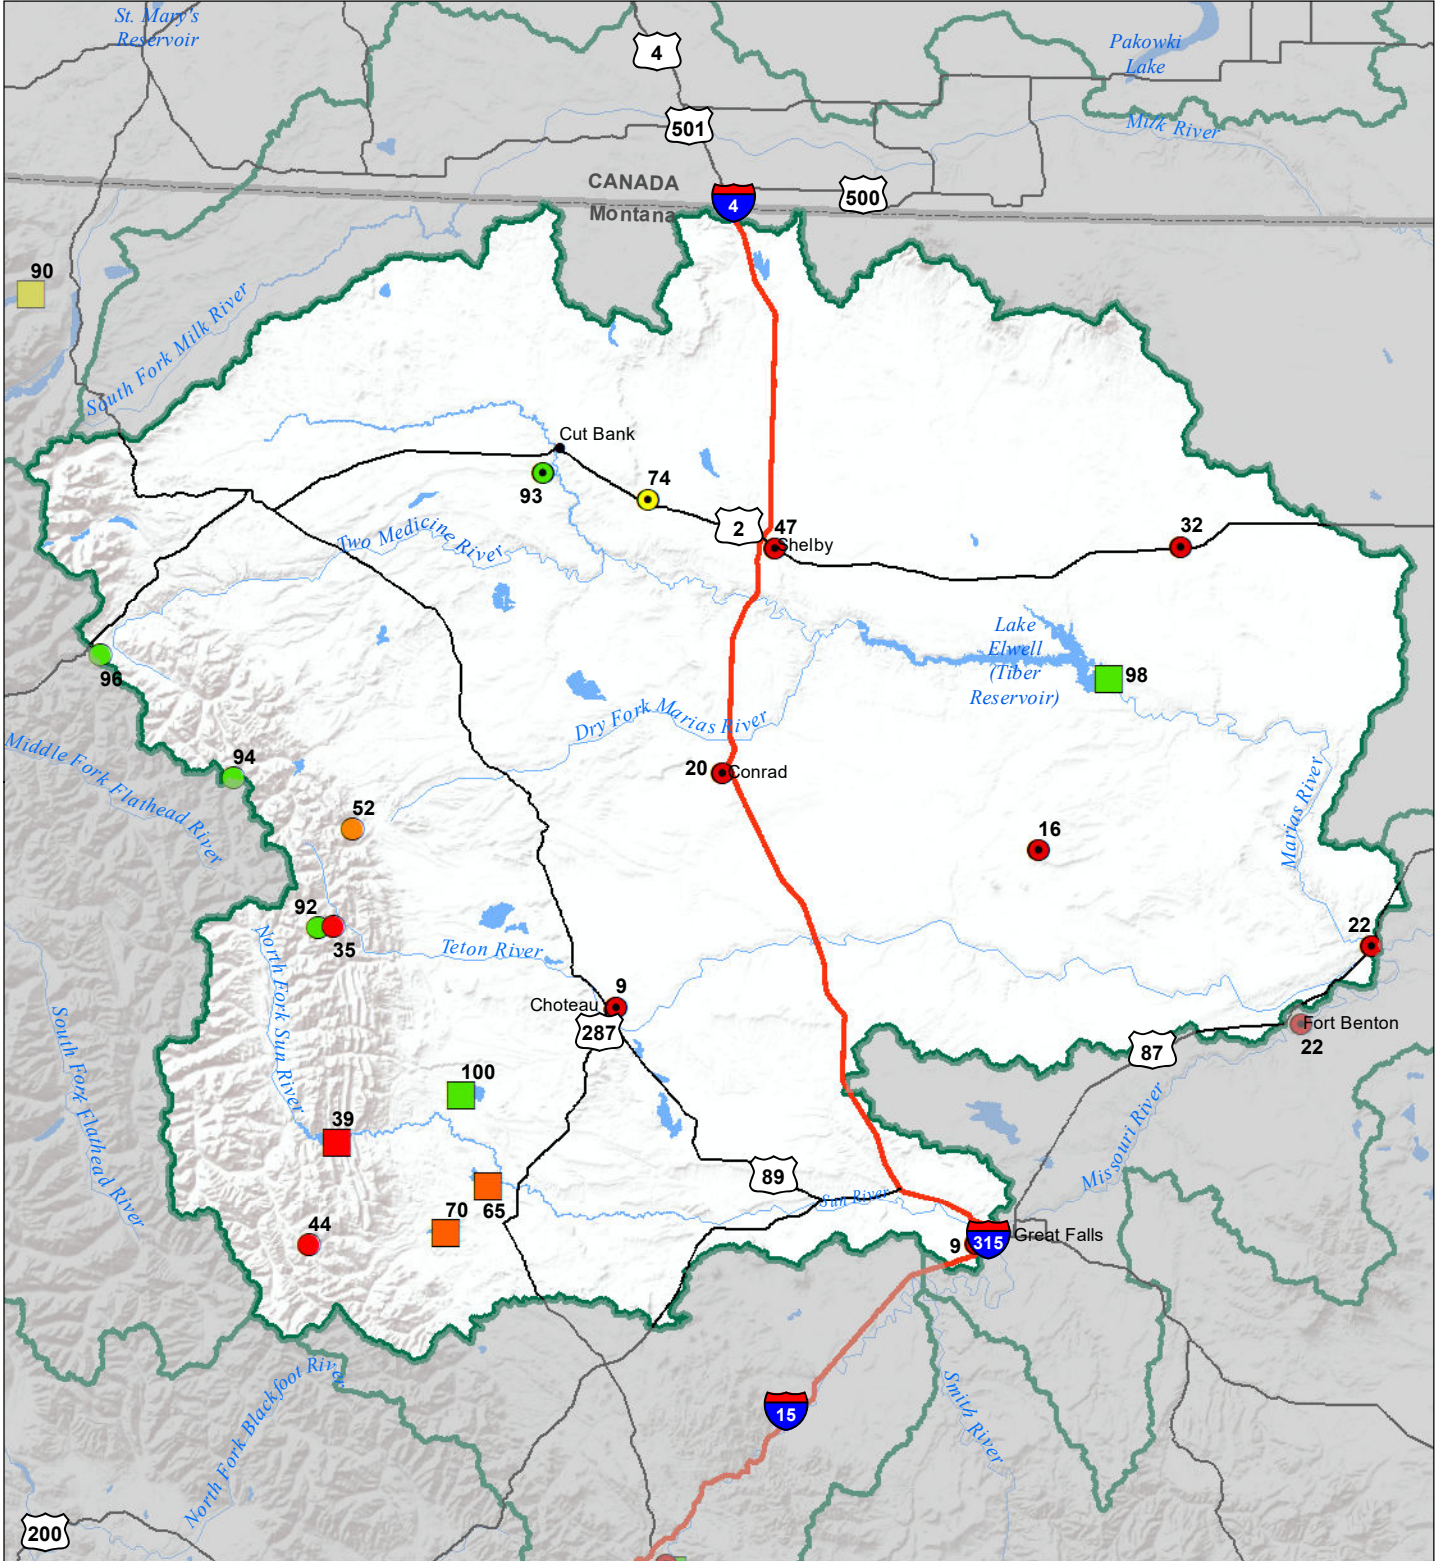 St. Mary's
Reservoir
4
Pakowki
Lake
501
Milk River
CANADA
Montana
4
500
90
South Fork Milk River
Cut Bank
93
74
2
47
Shelby
32
Two Medicine River
Lake
Elwell
(Tiber
Reservoir)
98
96
Dry Fork Marias River
Middle Fork Flathead River
94
20
Conrad
Marias River
52
16
92
35
22
North Fork Sun River
Teton River
9
Choteau
287
Fort Benton
22
87
South Fork Flathead River
100
39
Missouri River
89
65
70
Sun River
44
9
315
Great Falls
North Fork Blackfoot River
Smith River
15
200